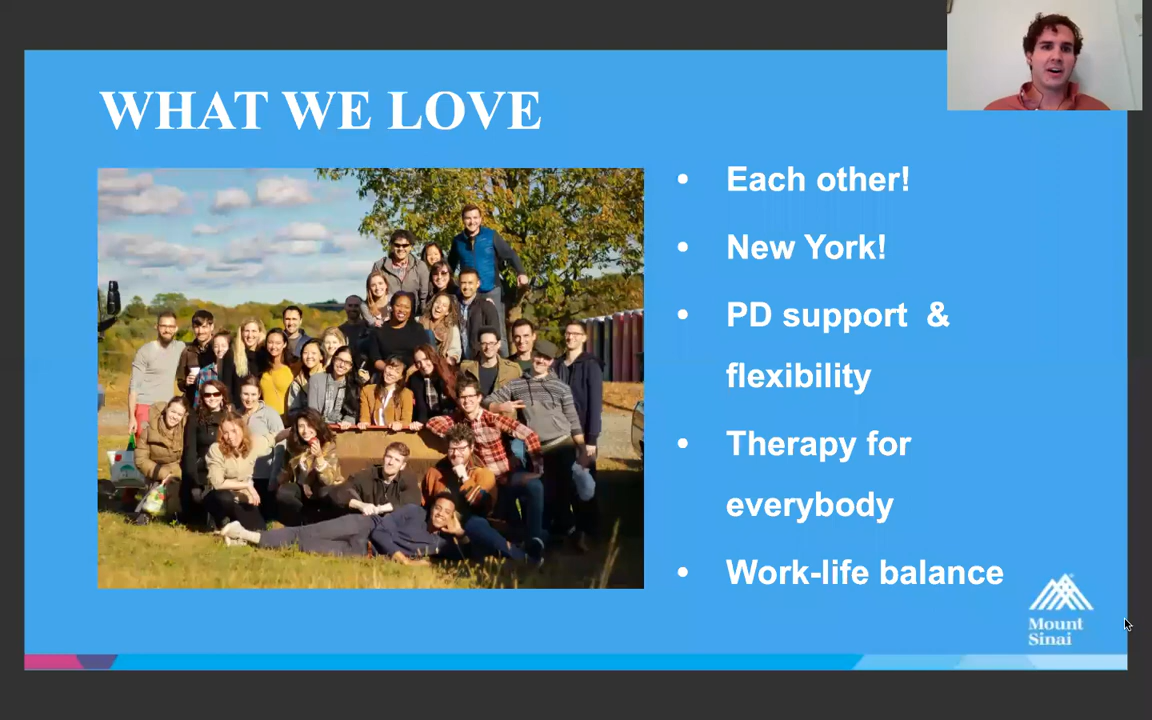 WHAT WE LOVE
• Each other!
• New York!
• PD support & 
flexibility
• Therapy for
everybody
• Work-life balance
Mount
Sinai